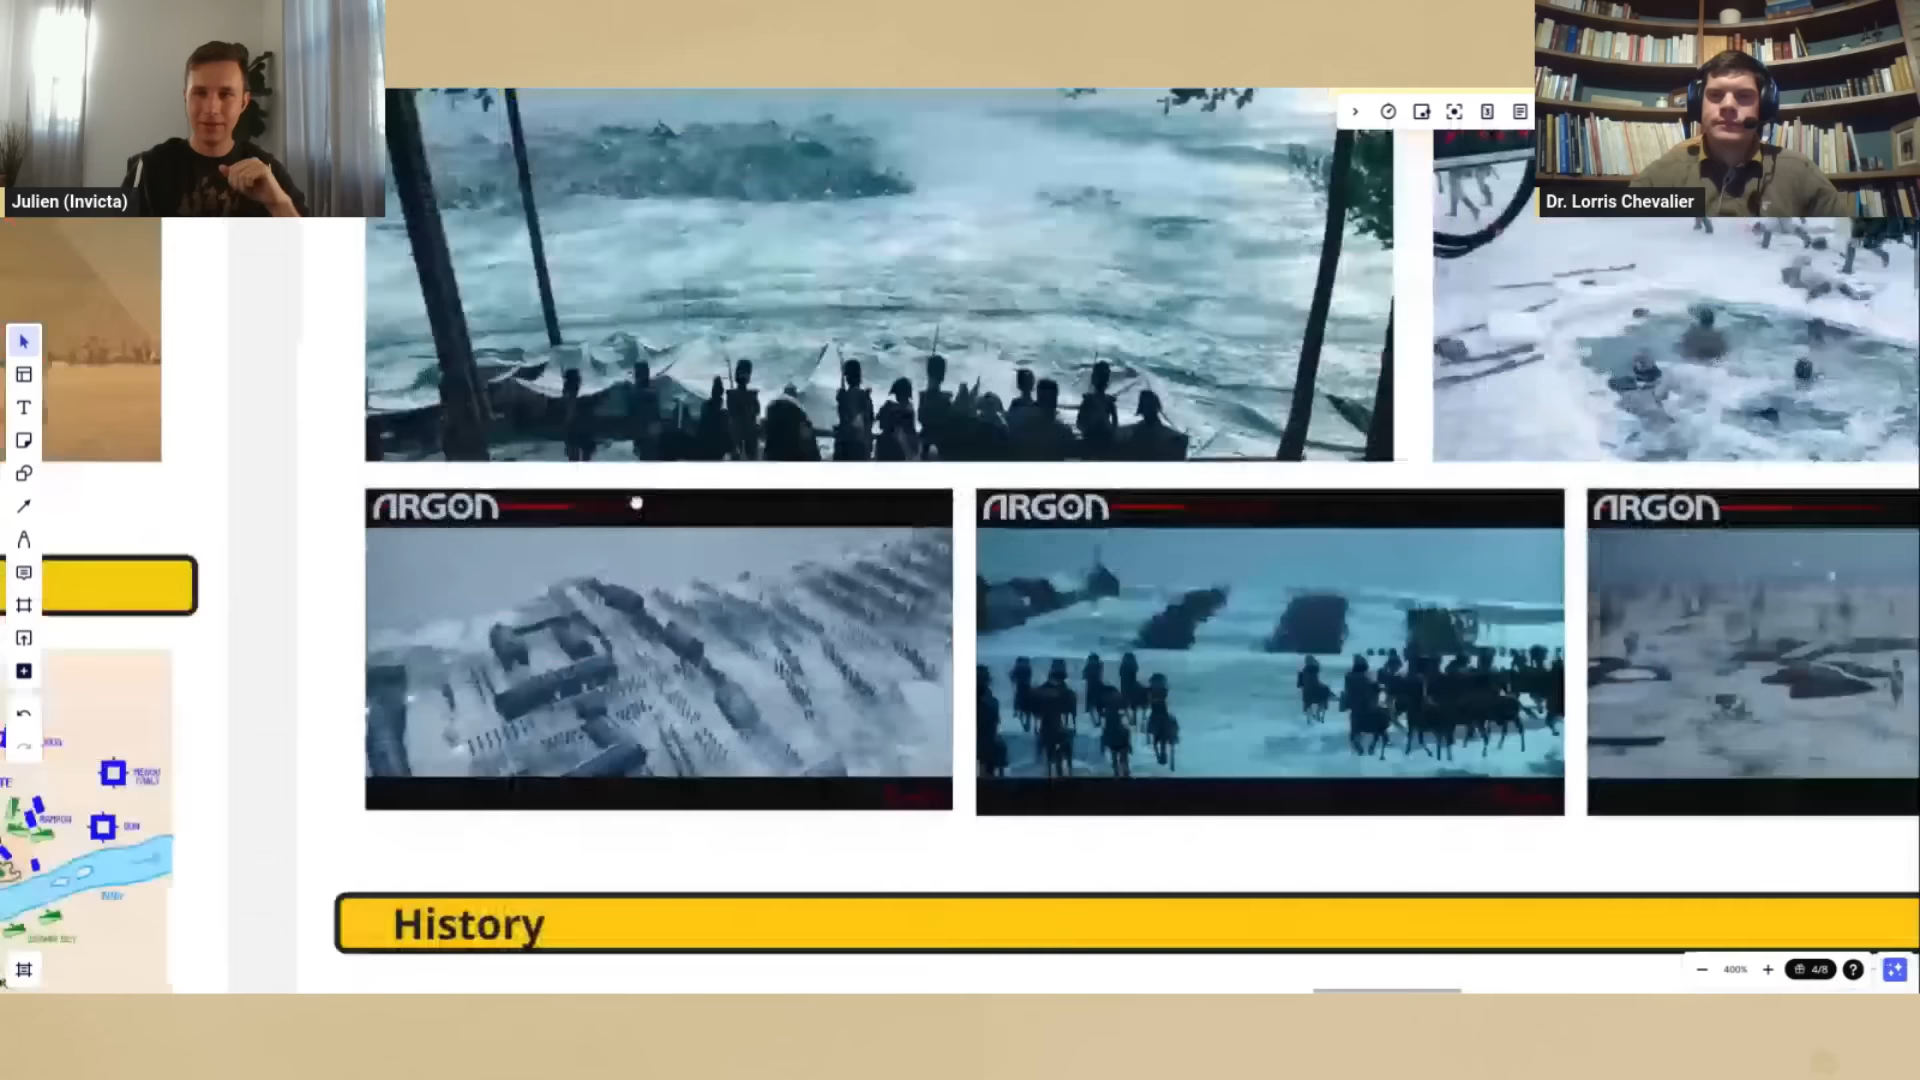 Julien (Invicta)
Dr. Lorris Chevalier
ARGON
ARGON
ARGON
History
400%
4/8
?